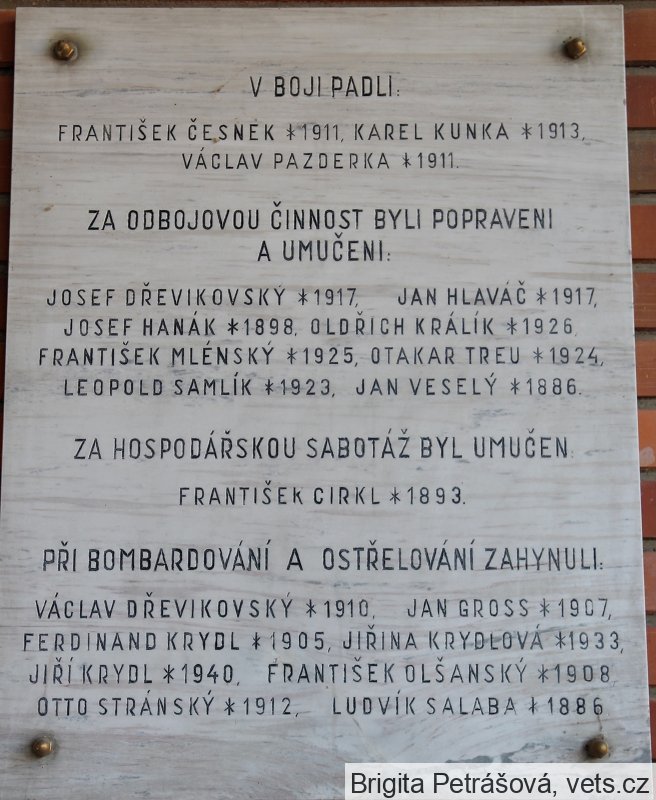 V BOJI PADLI:
FRANTIŠEK ČESNEK *1911, KAREL KUNKA *1913,
VÁCLAV PAZDERKA *1911.
ZA ODBOJOVOU ČINNOST BYLI POPRAVENI
A UMUČENI:
JOSEF DŘEVIKOVSKÝ *1917, JAN HLAVÁČ *1917,
JOSEF HANÁK *1898, OLDŘICH KRÁLÍK *1926,
FRANTIŠEK MLÉNSKÝ *1925, OTAKAR TREU *1924,
LEOPOLD SAMLÍK *1923, JAN VESELÝ *1886.
ZA HOSPODÁŘSKOU SABOTÁŽ BYL UMUČEN:
FRANTIŠEK CIRKL *1893.
PŘI BOMBARDOVÁNÍ A OSTŘELOVÁNÍ ZAHYNULI:
VÁCLAV DŘEVIKOVSKÝ *1910, JAN GROSS *1907,
FERDINAND KRYDL *1905, JIŘINA KRYDLOVÁ *1933,
JIŘÍ KRYDL *1940, FRANTIŠEK OLŠANSKÝ *1908,
OTTO STRÁNSKÝ *1912, LUDVÍK SALABA *1886
Brigita Petrášová, vets.cz